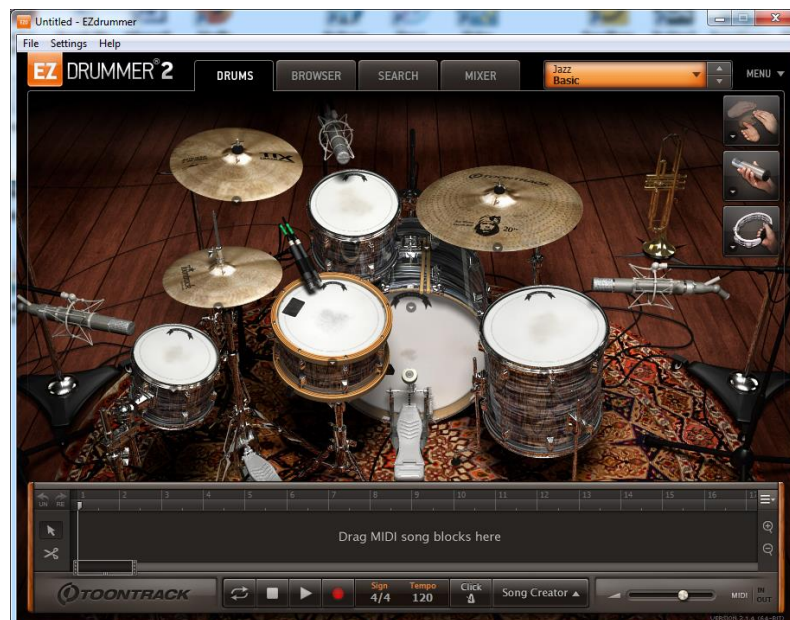 Untitled - EZdrummer
File Settings Help
EZ DRUMMER® 2
DRUMS
BROWSER
SEARCH
MIXER
Jazz
Basic
MENU
XII
TOONTRACK
20"
UN RE
1 2 3 4 5 6 7 8 9 10 11 12 13 14 15 16 17
Drag MIDI song blocks here
TOONTRACK
Sign
4/4
Tempo
120
Click
Song Creator
MIDI
IN
OUT